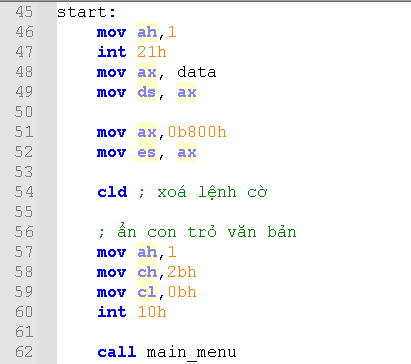 45 start:
46     mov ah,1
47     int 21h
48     mov ax, data
49     mov ds, ax
50
51     mov ax,0b800h
52     mov es, ax
53
54     cld ; xoá lệnh cờ
55
56     ; ẩn con trỏ văn bản
57     mov ah,1
58     mov ch,2bh
59     mov cl,0bh
60     int 10h
61
62     call main_menu